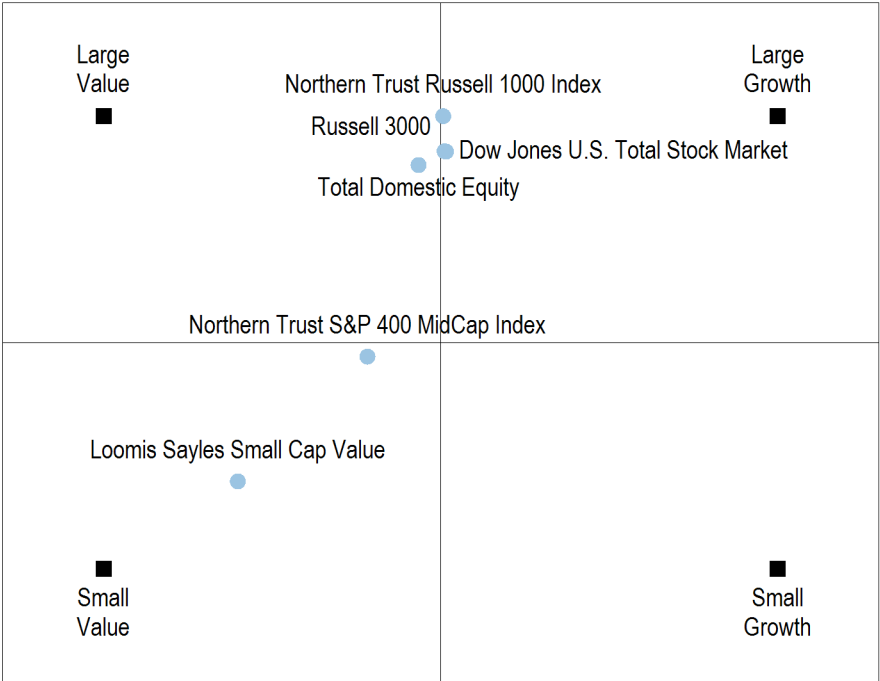 Large
Value
Large
Growth
Northern Trust Russell 1000 Index
Russell 3000
Dow Jones U.S. Total Stock Market
Total Domestic Equity
Northern Trust S&P 400 MidCap Index
Loomis Sayles Small Cap Value
Small
Value
Small
Growth